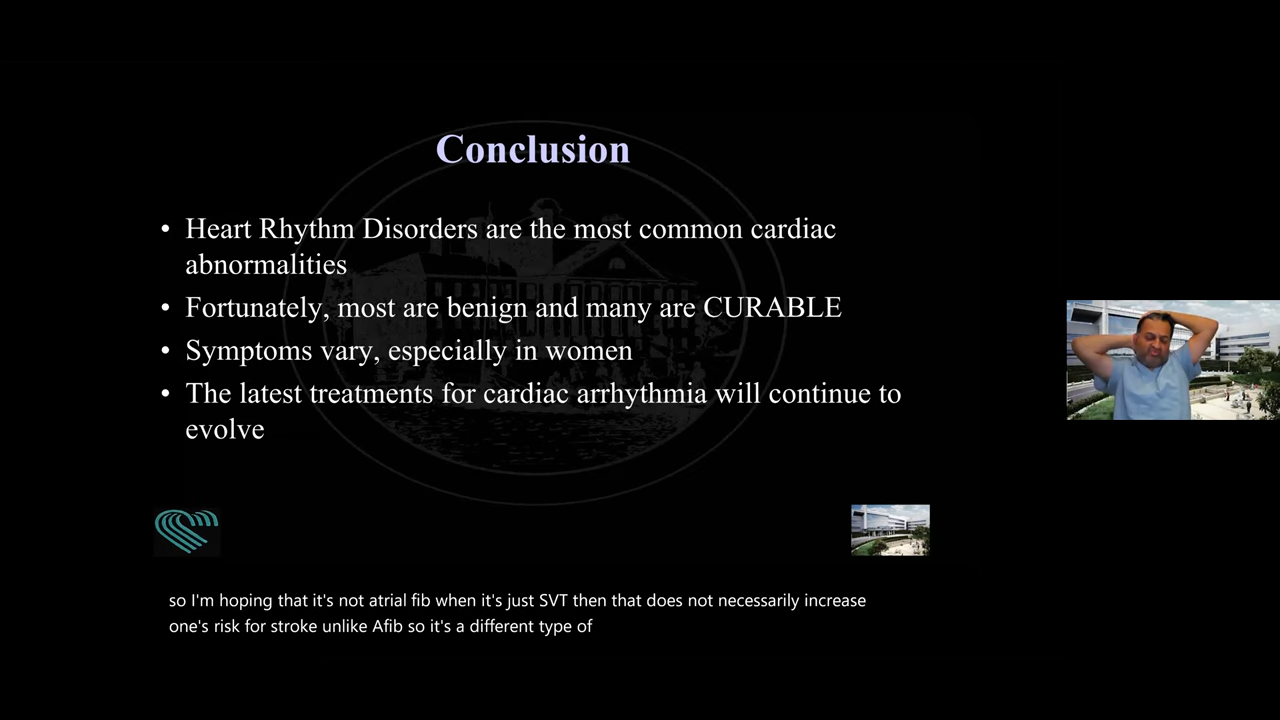 Conclusion
• Heart Rhythm Disorders are the most common cardiac
abnormalities
• Fortunately, most are benign and many are CURABLE
• Symptoms vary, especially in women
• The latest treatments for cardiac arrhythmia will continue to
evolve
so I'm hoping that it's not atrial fib when it's just SVT then that does not necessarily increase
one's risk for stroke unlike Afib so it's a different type of